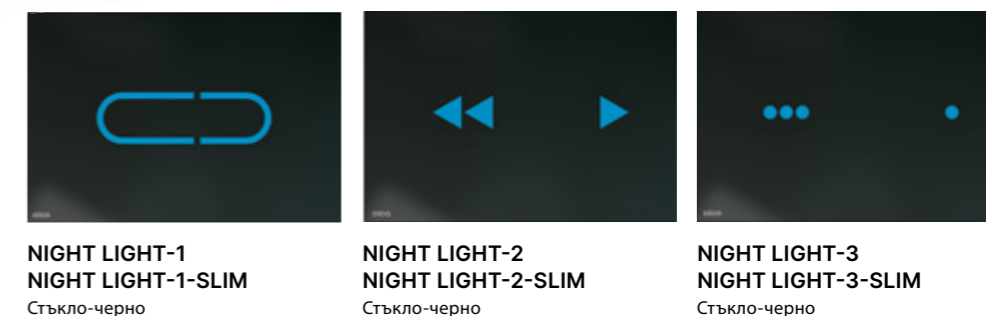 NIGHT LIGHT-1
NIGHT LIGHT-1-SLIM
Стъкло-черно
NIGHT LIGHT-2
NIGHT LIGHT-2-SLIM
Стъкло-черно
NIGHT LIGHT-3
NIGHT LIGHT-3-SLIM
Стъкло-черно